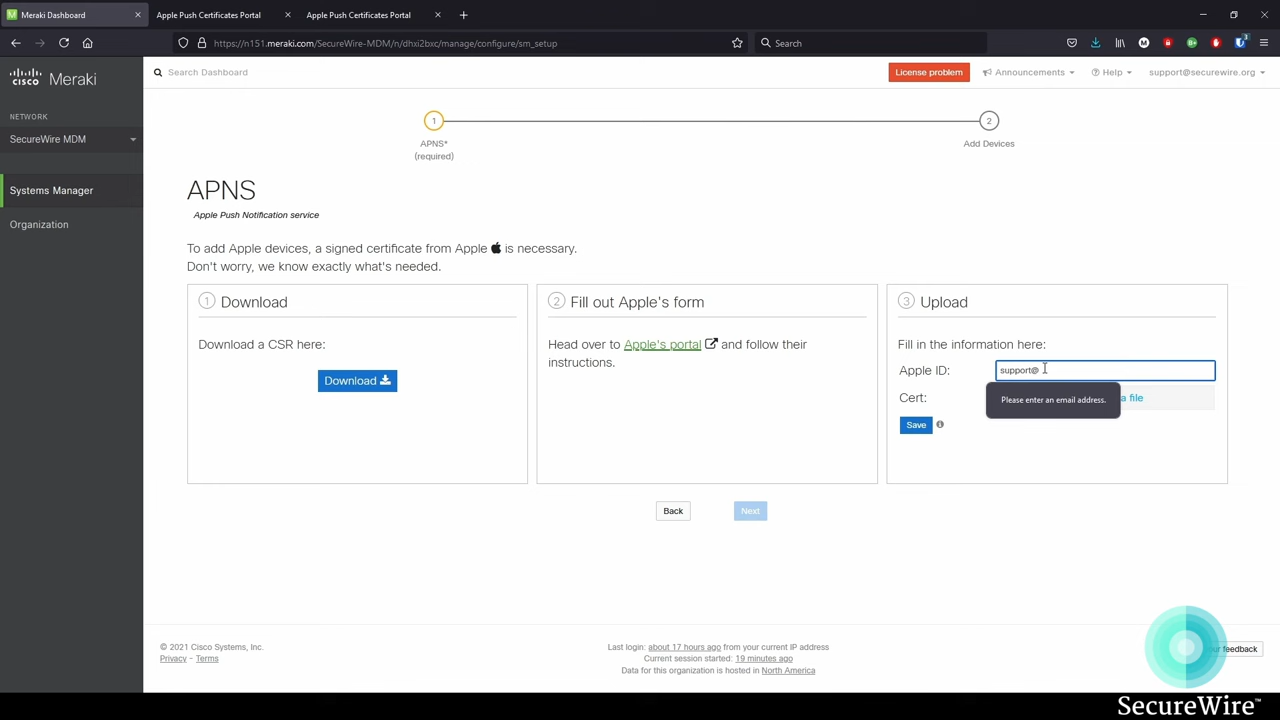 Meraki Dashboard
Apple Push Certificates Portal
Apple Push Certificates Portal
https://n151.meraki.com/SecureWire-MDM/n/dhxi2bxc/manage/configure/sm_setup
Search
cisco Meraki
Search Dashboard
License problem
Announcements
Help
support@securewire.org
NETWORK
SecureWire MDM
Systems Manager
Organization
1
2
APNS*
(required)
Add Devices
APNS
Apple Push Notification service
To add Apple devices, a signed certificate from Apple is necessary.
Don't worry, we know exactly what's needed.
1 Download
Download a CSR here:
Download
2 Fill out Apple's form
Head over to Apple's portal and follow their
instructions.
3 Upload
Fill in the information here:
Apple ID: support@
Cert: a file
Please enter an email address.
Save
Back
Next
© 2021 Cisco Systems, Inc.
Privacy - Terms
Last login: about 17 hours ago from your current IP address
Current session started: 19 minutes ago
Data for this organization is hosted in North America
feedback
SecureWire™